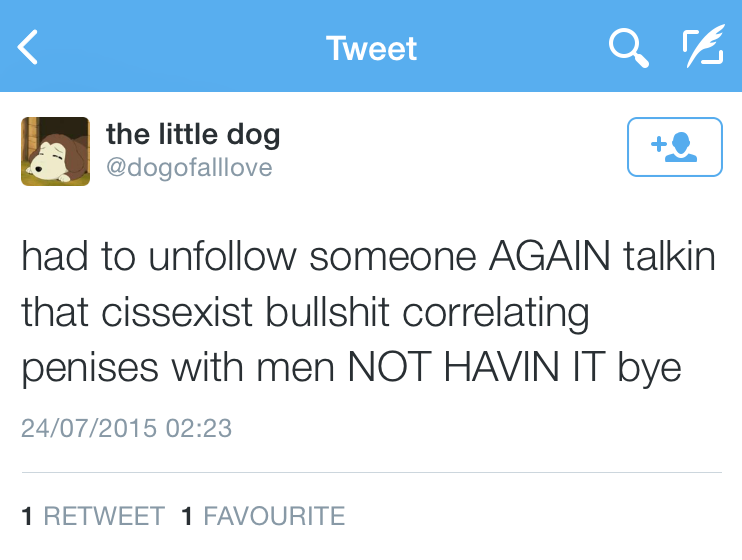 Tweet
the little dog
@dogofalllove
had to unfollow someone AGAIN talkin
that cissexist bullshit correlating
penises with men NOT HAVIN IT bye
24/07/2015 02:23
1 RETWEET 1 FAVOURITE